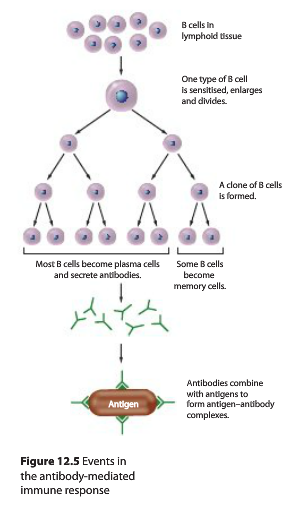 B cells in
lymphoid tissue
One type of B cell
is sensitised, enlarges
and divides.
A clone of B cells
is formed.
Most B cells become plasma cells
and secrete antibodies.
Some B cells
become
memory cells.
Antigen
Antibodies combine
with antigens to
form antigen–antibody
complexes.
Figure 12.5 Events in
the antibody-mediated
immune response